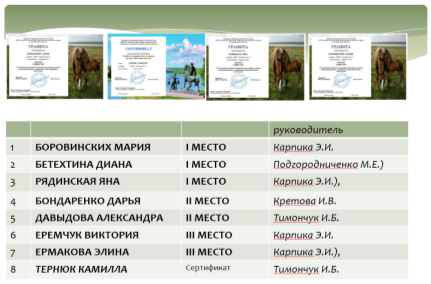 ГРАМОТА
СЕРТИФИКАТ
ГРАМОТА
ГРАМОТА
руководитель
1 БОРОВИНСКИХ МАРИЯ I МЕСТО Карпика Э.И.
2 БЕТЕХТИНА ДИАНА I МЕСТО Подгородниченко М.Е.)
3 РЯДИНСКАЯ ЯНА I МЕСТО Карпика Э.И.),
4 БОНДАРЕНКО ДАРЬЯ II МЕСТО Кретова И.В.
5 ДАВЫДОВА АЛЕКСАНДРА II МЕСТО Тимончук И.Б.
6 ЕРЕМЧУК ВИКТОРИЯ III МЕСТО Карпика Э.И.
7 ЕРМАКОВА ЭЛИНА III МЕСТО Карпика Э.И.),
8 ТЕРНЮК КАМИЛЛА Сертификат Тимончук И.Б.